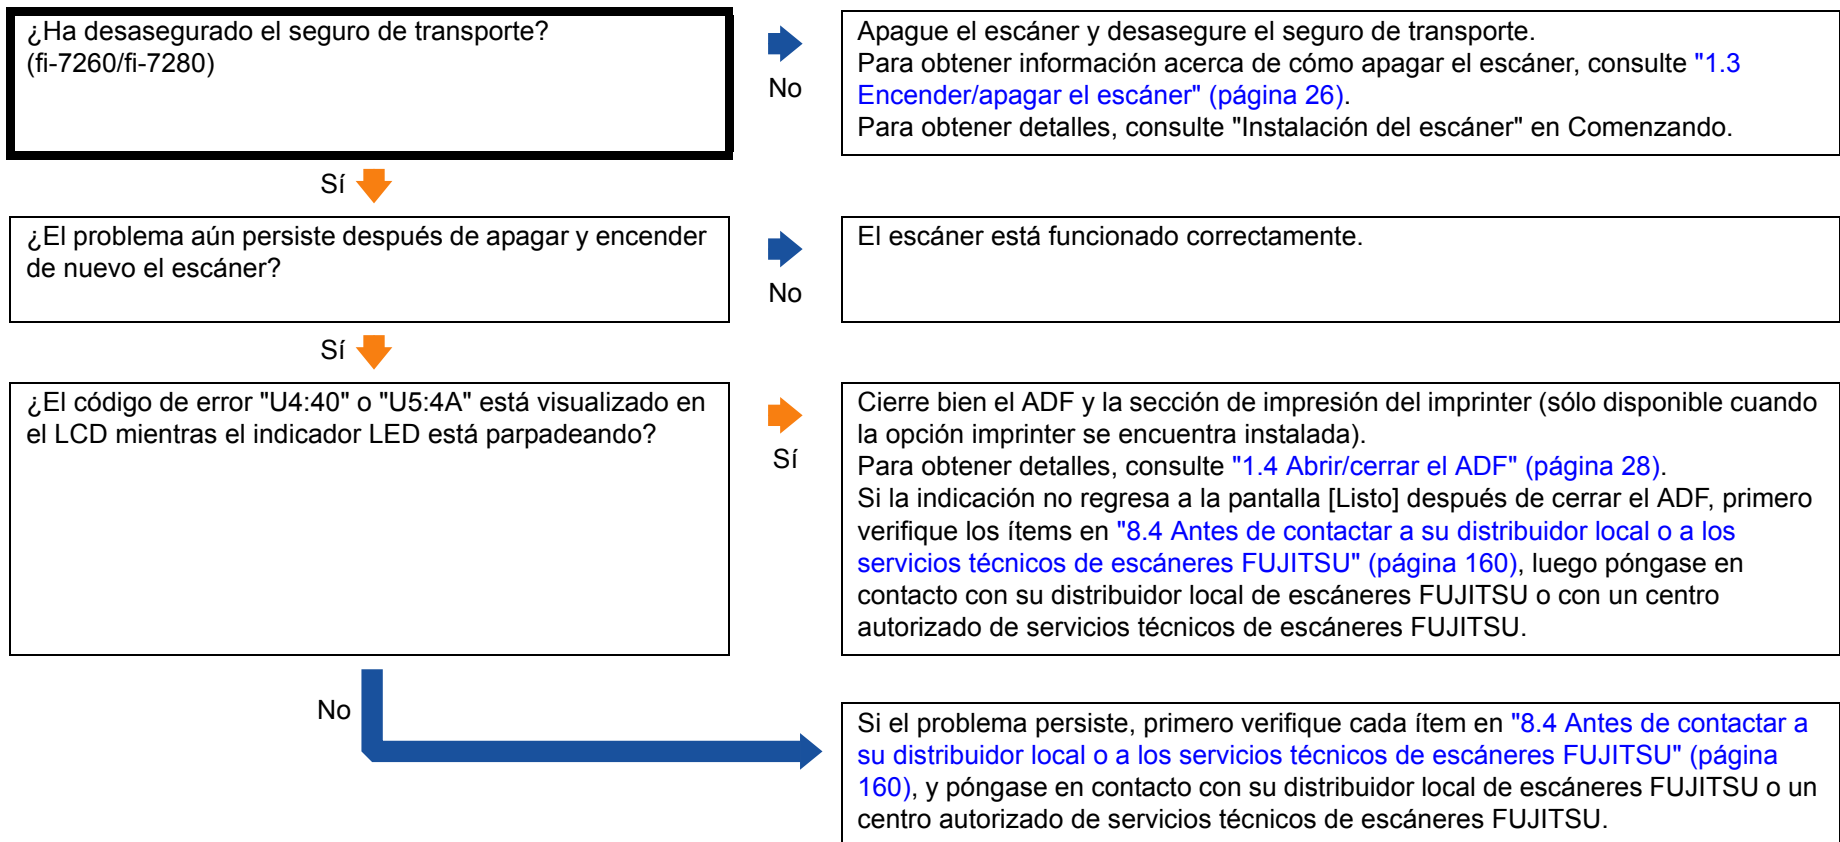 ¿Ha desasegurado el seguro de transporte?
(fi-7260/fi-7280)
No
Apague el escáner y desasegure el seguro de transporte.
Para obtener información acerca de cómo apagar el escáner, consulte "1.3
Encender/apagar el escáner" (página 26).
Para obtener detalles, consulte "Instalación del escáner" en Comenzando.
Sí
¿El problema aún persiste después de apagar y encender
de nuevo el escáner?
No
El escáner está funcionado correctamente.
Sí
¿El código de error "U4:40" o "U5:4A" está visualizado en
el LCD mientras el indicador LED está parpadeando?
Sí
Cierre bien el ADF y la sección de impresión del imprinter (sólo disponible cuando
la opción imprinter se encuentra instalada).
Para obtener detalles, consulte "1.4 Abrir/cerrar el ADF" (página 28).
Si la indicación no regresa a la pantalla [Listo] después de cerrar el ADF, primero
verifique los ítems en "8.4 Antes de contactar a su distribuidor local o a los
servicios técnicos de escáneres FUJITSU" (página 160), luego póngase en
contacto con su distribuidor local de escáneres FUJITSU o con un centro
autorizado de servicios técnicos de escáneres FUJITSU.
No
Si el problema persiste, primero verifique cada ítem en "8.4 Antes de contactar a
su distribuidor local o a los servicios técnicos de escáneres FUJITSU" (página
160), y póngase en contacto con su distribuidor local de escáneres FUJITSU o un
centro autorizado de servicios técnicos de escáneres FUJITSU.